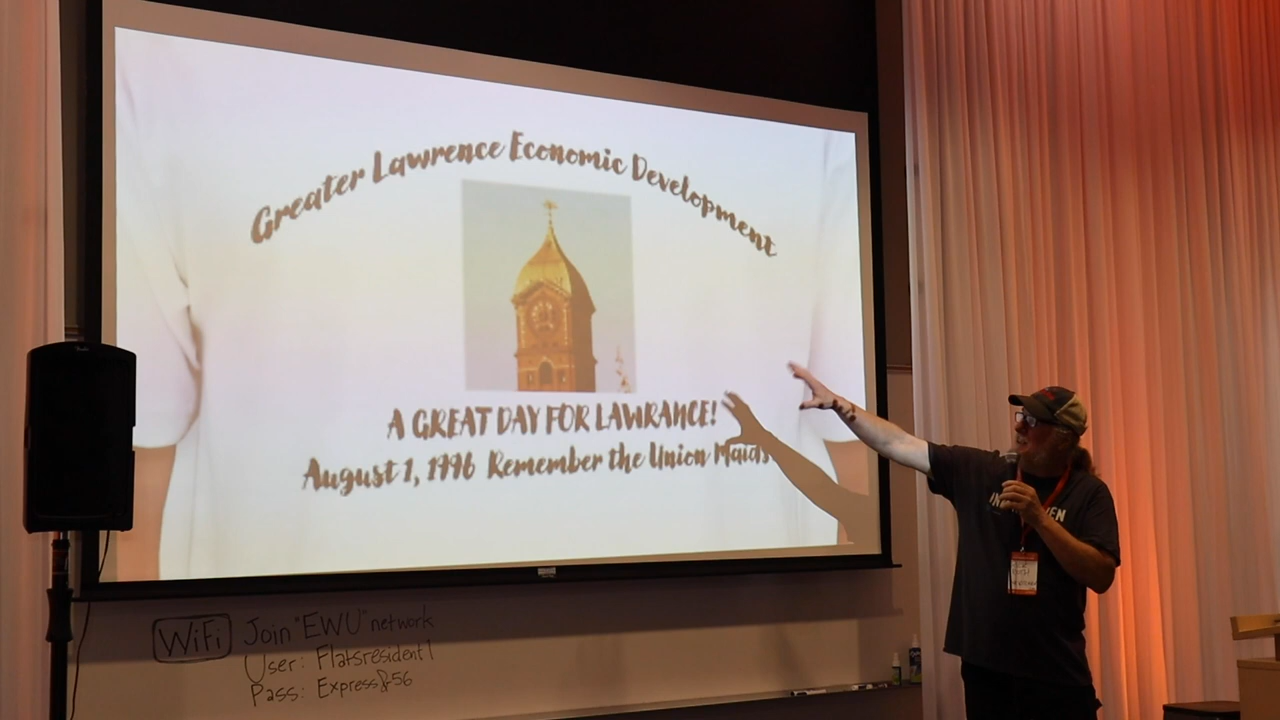 Greater Lawrence Economic Development
A GREAT DAY FOR LAWRANCE!
August 1, 1996 Remember the Union Maids
WiFi Join "EWU" network
User: Flatsresident1
Pass: Express&56